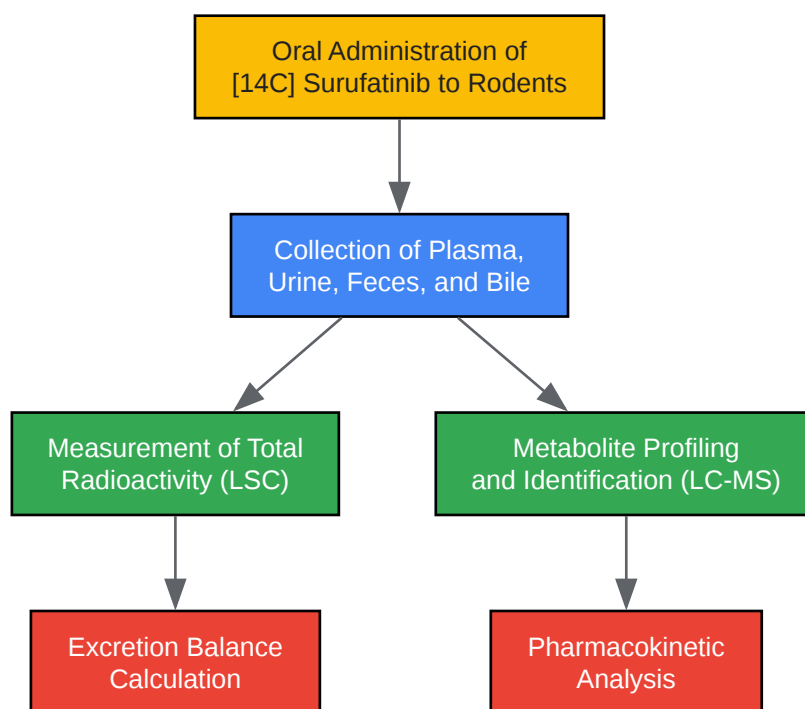 Oral Administration of
[14C] Surufatinib to Rodents
Collection of Plasma,
Urine, Feces, and Bile
Measurement of Total
Radioactivity (LSC)
Metabolite Profiling
and Identification (LC-MS)
Excretion Balance
Calculation
Pharmacokinetic
Analysis